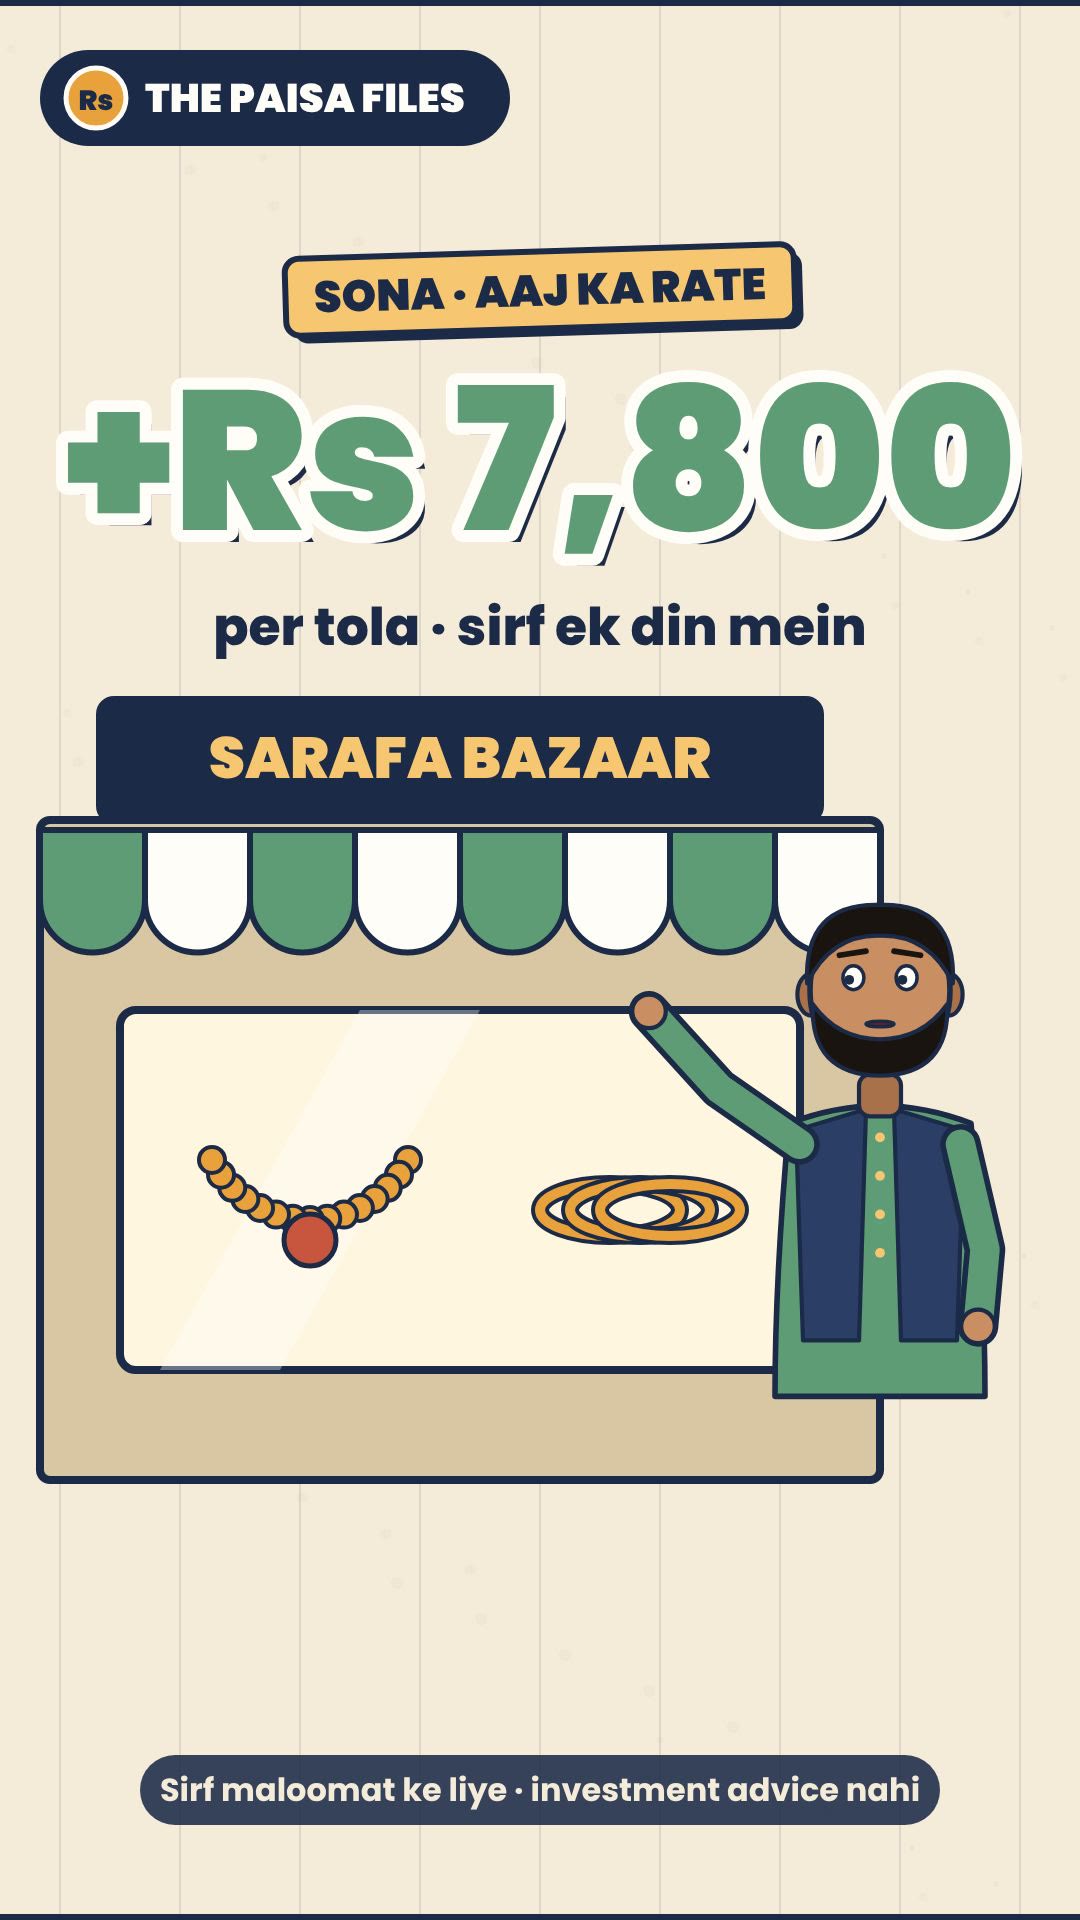 Rs THE PAISA FILES
SONA · AAJ KA RATE
+Rs 7,800
per tola · sirf ek din mein
SARAFA BAZAAR
Sirf maloomat ke liye · investment advice nahi